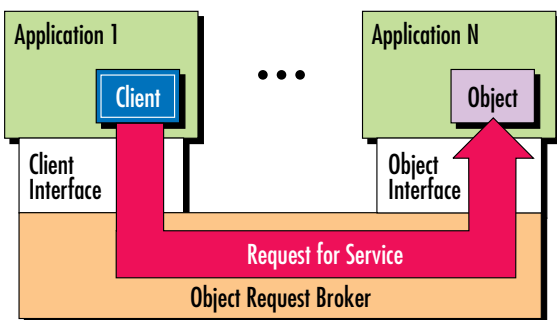 Application 1
Application N
Client
Object
Client
Interface
Object
Interface
Request for Service
Object Request Broker